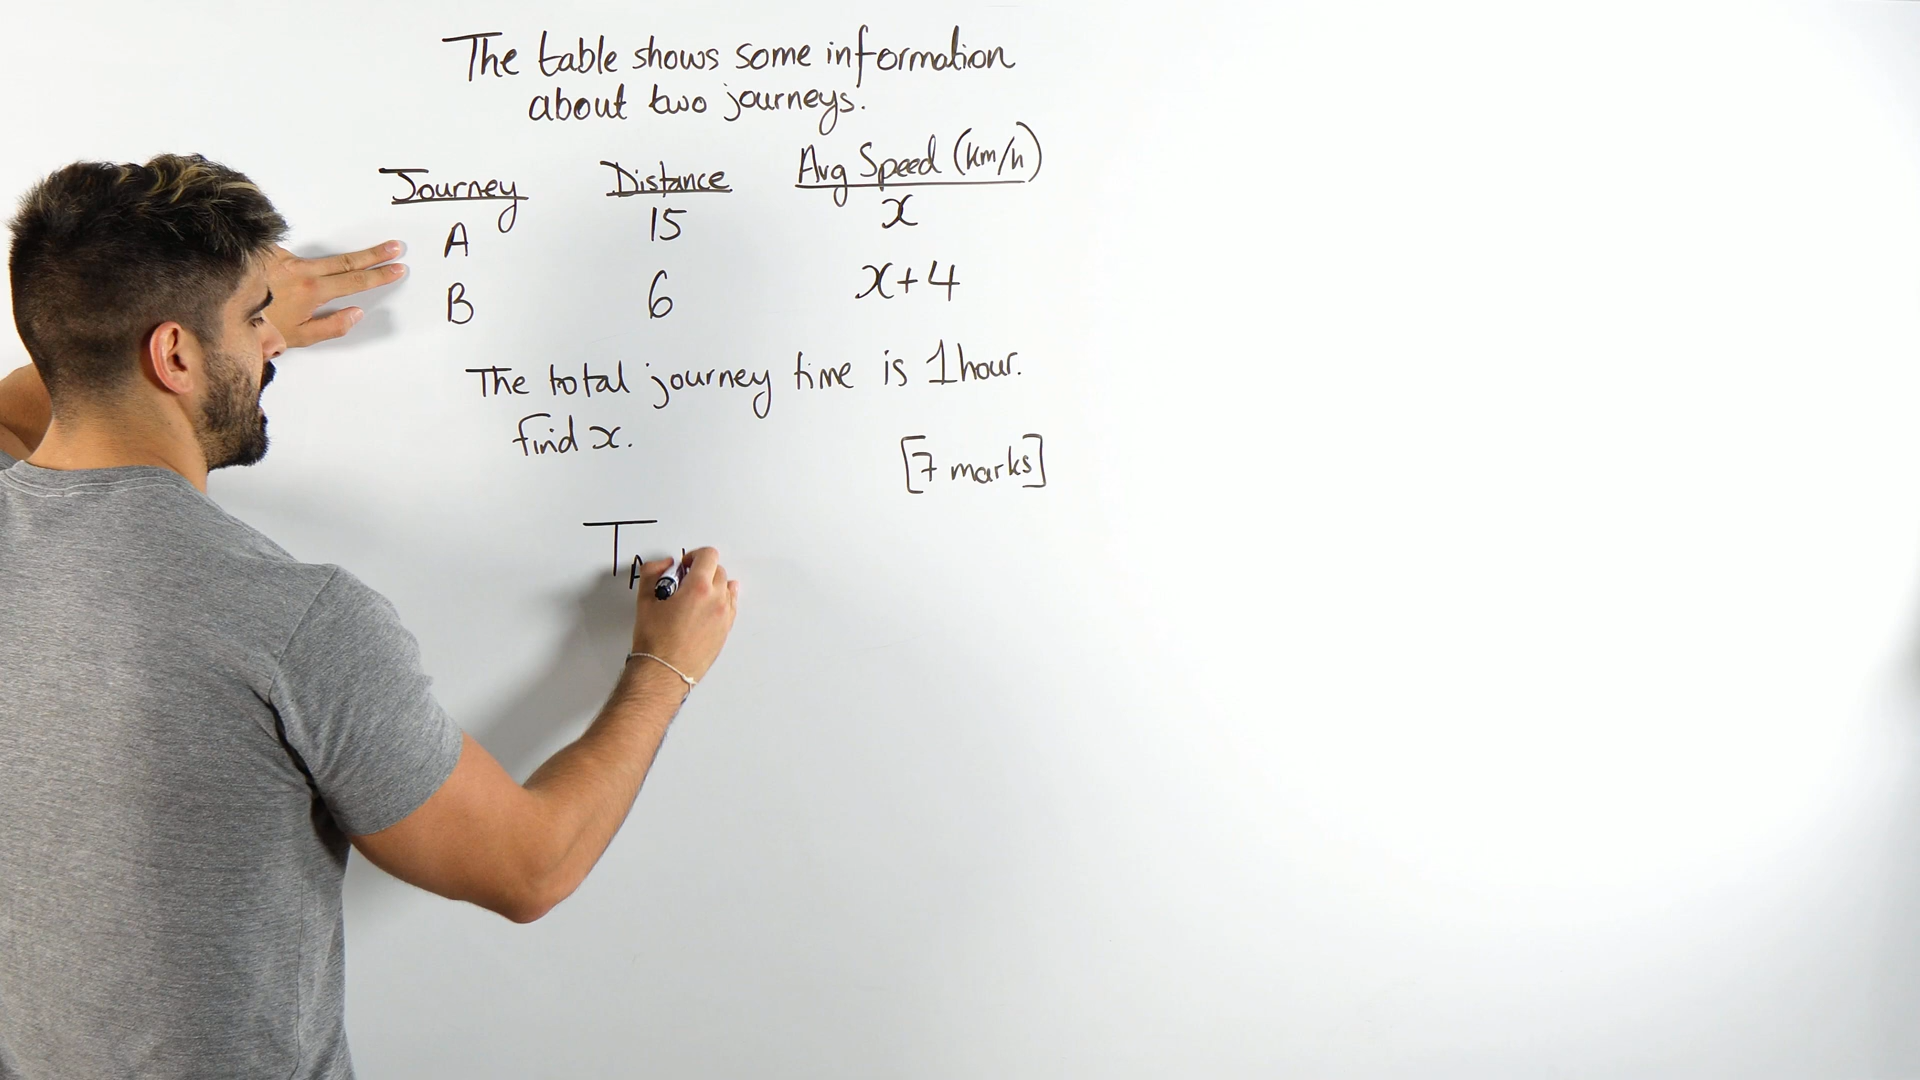 The table shows some information
about two journeys.
Journey Distance Avg Speed (km/h)
A 15 x
B 6 x+4
The total journey time is 1 hour.
Find x.
[7 marks]
TA